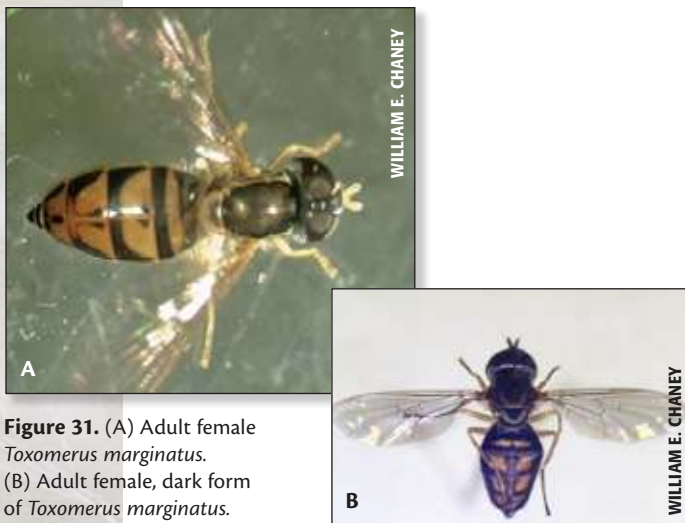 WILLIAM E. CHANEY
A
Figure 31. (A) Adult female
Toxomerus marginatus.
(B) Adult female, dark form
of Toxomerus marginatus.
WILLIAM E. CHANEY
B